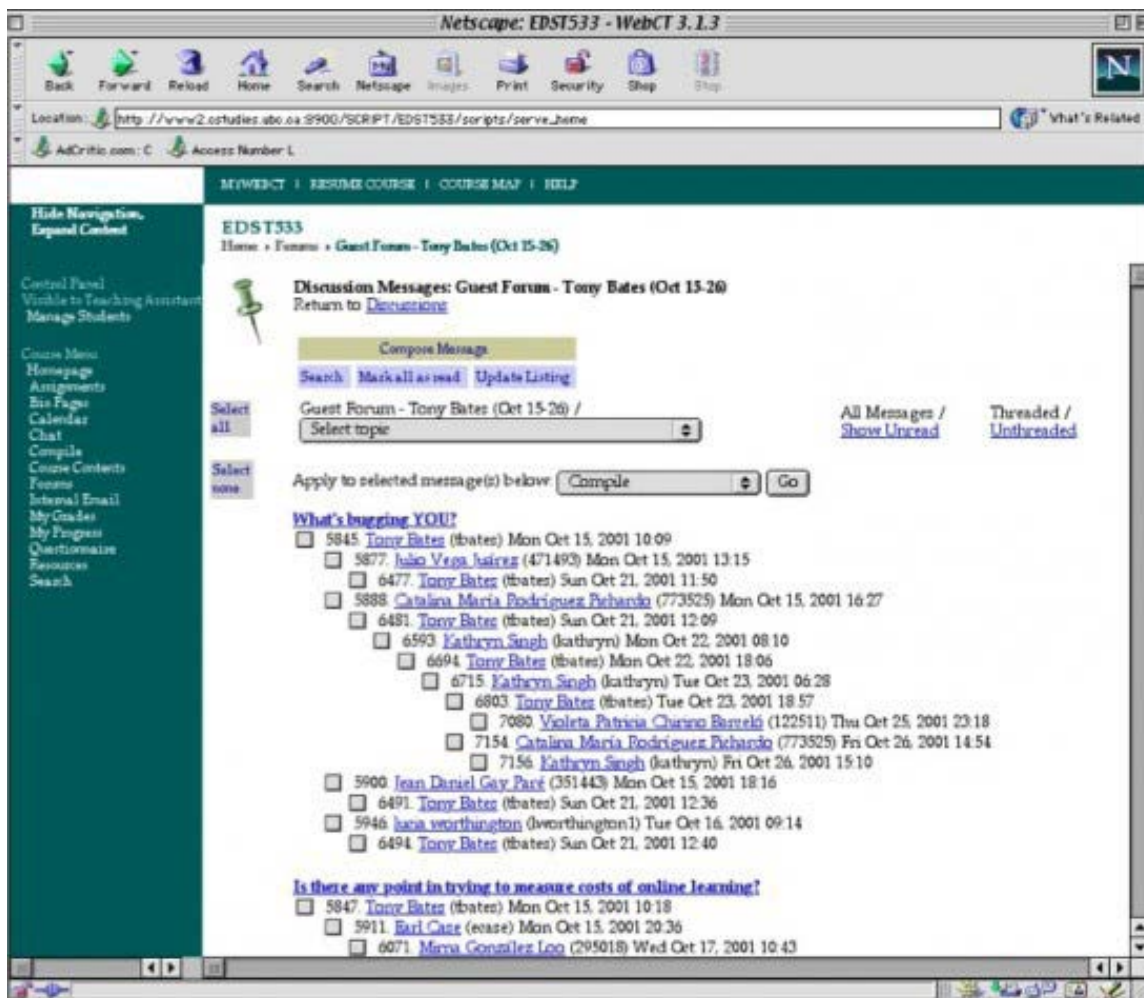 Netscape: EDST533 - WebCT 3.1.3
Back Forward Reload Home Search Netscape Images Print Security Shop Stop
N
Location: http://www2.cstudies.ubc.ca:8900/SCRIPT/EDST533/scripts/serve_home What's Related
AdCritic.com: C Access Number L
MYWEBCT | RESUME COURSE | COURSE MAP | HELP
Hide Navigation,
Expand Content
EDST533
Home › Forums › Guest Forum - Tony Bates (Oct 15-26)
Control Panel
Visible to Teaching Assistant
Manage Students
Course Menu
Homepage
Assignments
Bio Pages
Calendar
Chat
Compile
Course Contents
Forums
Internal Email
My Grades
My Progress
Questionnaire
Resources
Search
Discussion Messages: Guest Forum - Tony Bates (Oct 15-26)
Return to Discussions
Compose Message
Search Mark all as read Update Listing
Select
all
Guest Forum - Tony Bates (Oct 15-26) /
Select topic
All Messages /
Show Unread
Threaded /
Unthreaded
Select
none
Apply to selected message(s) below: Compile Go
What's bugging YOU?
5845. Tony Bates (tbates) Mon Oct 15, 2001 10:09
5877. Julio Vega Juárez (471493) Mon Oct 15, 2001 13:15
6477. Tony Bates (tbates) Sun Oct 21, 2001 11:50
5888. Catalina María Rodríguez Pichardo (773525) Mon Oct 15, 2001 16:27
6481. Tony Bates (tbates) Sun Oct 21, 2001 12:09
6593. Kathryn Singh (kathryn) Mon Oct 22, 2001 08:10
6694. Tony Bates (tbates) Mon Oct 22, 2001 18:06
6715. Kathryn Singh (kathryn) Tue Oct 23, 2001 06:28
6803. Tony Bates (tbates) Tue Oct 23, 2001 18:57
7080. Violeta Patricia Chirino Barceló (122511) Thu Oct 25, 2001 23:18
7154. Catalina María Rodríguez Pichardo (773525) Fri Oct 26, 2001 14:54
7156. Kathryn Singh (kathryn) Fri Oct 26, 2001 15:10
5900. Jean Daniel Gay Paré (351443) Mon Oct 15, 2001 18:16
6491. Tony Bates (tbates) Sun Oct 21, 2001 12:36
5946. lucia worthington (lworthington1) Tue Oct 16, 2001 09:14
6494. Tony Bates (tbates) Sun Oct 21, 2001 12:40
Is there any point in trying to measure costs of online learning?
5847. Tony Bates (tbates) Mon Oct 15, 2001 10:18
5911. Earl Case (ecase) Mon Oct 15, 2001 20:36
6071. Mirna González Loo (295018) Wed Oct 17, 2001 10:43